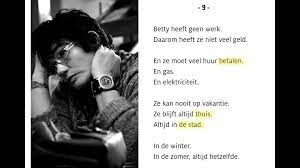 - 9 -
Betty heeft geen werk.
Daarom heeft ze niet veel geld.
En ze moet veel huur betalen.
En gas.
En elektriciteit.
Ze kan nooit op vakantie.
Ze blijft altijd thuis.
Altijd in de stad.
In de winter.
In de zomer, altijd hetzelfde.